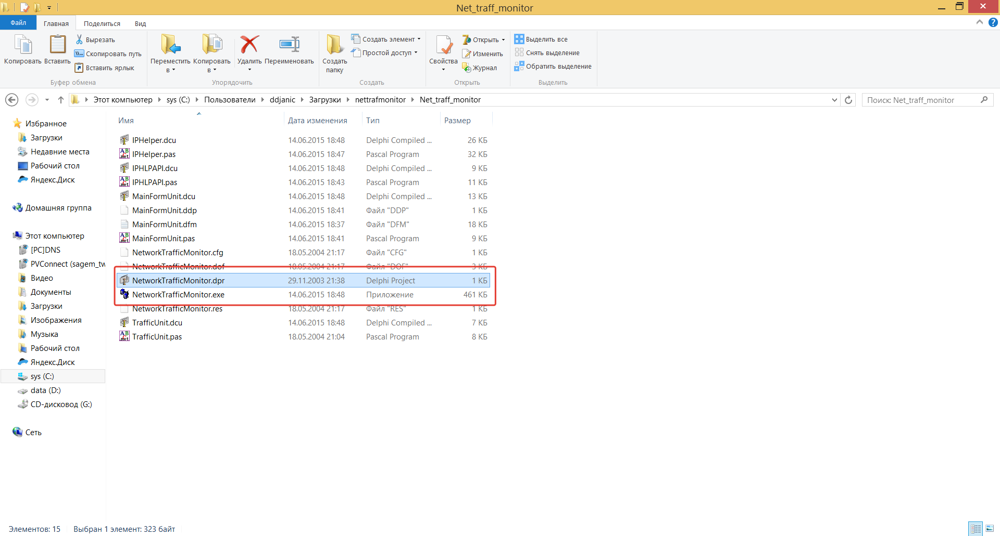 Net_traff_monitor
Файл Главная Поделиться Вид
Копировать
Вставить
Вырезать
Скопировать путь
Вставить ярлык
Буфер обмена
Переместить в
Копировать в
Удалить
Переименовать
Упорядочить
Создать папку
Создать элемент
Простой доступ
Создать
Свойства
Открыть
Изменить
Журнал
Открыть
Выделить все
Снять выделение
Обратить выделение
Выделить
Этот компьютер sys (C:) Пользователи ddjanic Загрузки nettrafmonitor Net_traff_monitor
Поиск: Net_traff_monitor
Избранное
Загрузки
Недавние места
Рабочий стол
Яндекс.Диск
Домашняя группа
Этот компьютер
[PC]DNS
PVConnect (sagem_tw
Видео
Документы
Загрузки
Изображения
Музыка
Рабочий стол
Яндекс.Диск
sys (C:)
data (D:)
CD-дисковод (G:)
Сеть
Имя Дата изменения Тип Размер
IPHelper.dcu 14.06.2015 18:48 Delphi Compiled ... 26 КБ
IPHelper.pas 14.06.2015 18:47 Pascal Program 32 КБ
IPHLPAPI.dcu 14.06.2015 18:48 Delphi Compiled ... 9 КБ
IPHLPAPI.pas 14.06.2015 18:43 Pascal Program 11 КБ
MainFormUnit.dcu 14.06.2015 18:48 Delphi Compiled ... 13 КБ
MainFormUnit.ddp 14.06.2015 18:41 Файл "DDP" 1 КБ
MainFormUnit.dfm 14.06.2015 18:37 Файл "DFM" 18 КБ
MainFormUnit.pas 14.06.2015 18:41 Pascal Program 9 КБ
NetworkTrafficMonitor.cfg 18.05.2004 21:17 Файл "CFG" 1 КБ
NetworkTrafficMonitor.dof 18.05.2004 21:17 Файл "DOF" 3 КБ
NetworkTrafficMonitor.dpr 29.11.2003 21:38 Delphi Project 1 КБ
NetworkTrafficMonitor.exe 14.06.2015 18:48 Приложение 461 КБ
NetworkTrafficMonitor.res 18.05.2004 21:17 Файл "RES" 1 КБ
TrafficUnit.dcu 14.06.2015 18:48 Delphi Compiled ... 7 КБ
TrafficUnit.pas 18.05.2004 21:04 Pascal Program 8 КБ
Элементов: 15 Выбран 1 элемент: 323 байт